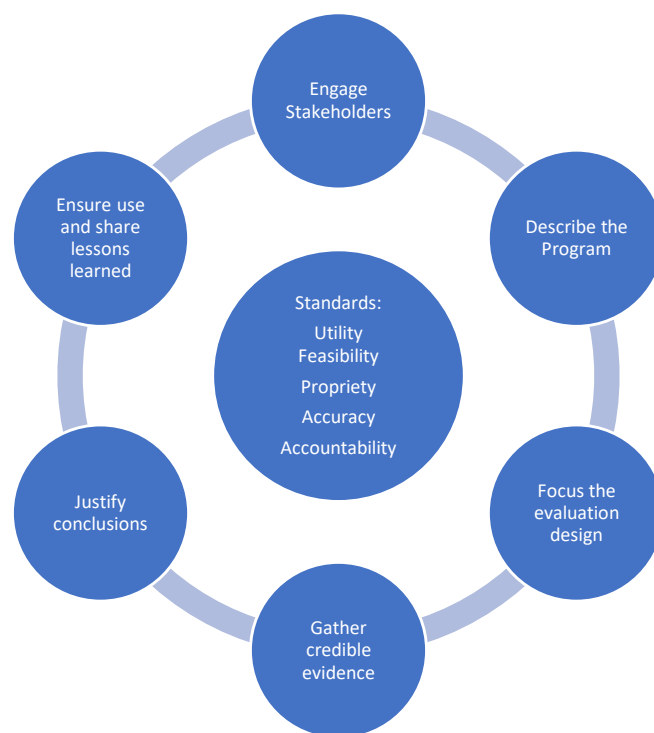 Engage
Stakeholders
Describe the
Program
Focus the
evaluation
design
Gather
credible
evidence
Justify
conclusions
Ensure use
and share
lessons
learned
Standards:
Utility
Feasibility
Propriety
Accuracy
Accountability